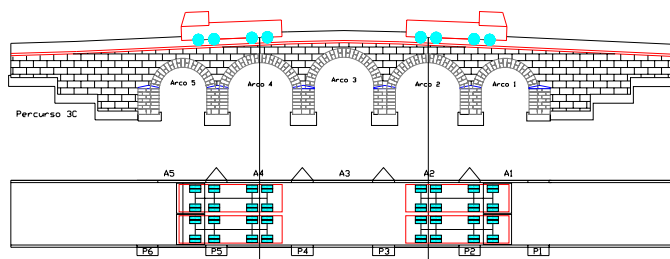 Arco 5 Arco 4 Arco 3 Arco 2 Arco 1
Percurso 3C
A5 A4 A3 A2 A1
P6 P5 P4 P3 P2 P1